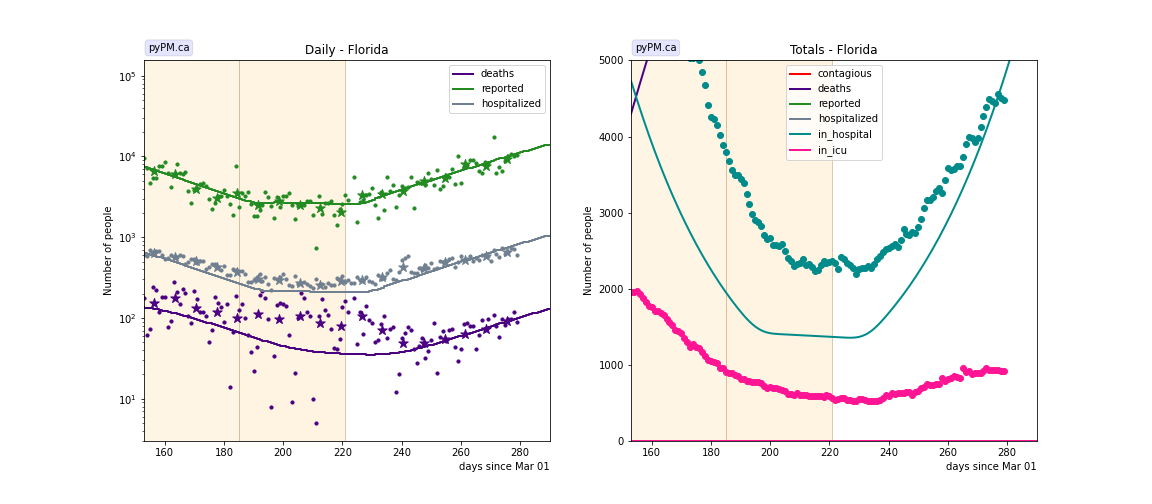 pyPM.ca
Daily - Florida
deaths
reported
hospitalized
Number of people
10^5
10^4
10^3
10^2
10^1
160 180 200 220 240 260 280
days since Mar 01
pyPM.ca
Totals - Florida
contagious
deaths
reported
hospitalized
in_hospital
in_icu
Number of people
5000
4000
3000
2000
1000
0
160 180 200 220 240 260 280
days since Mar 01